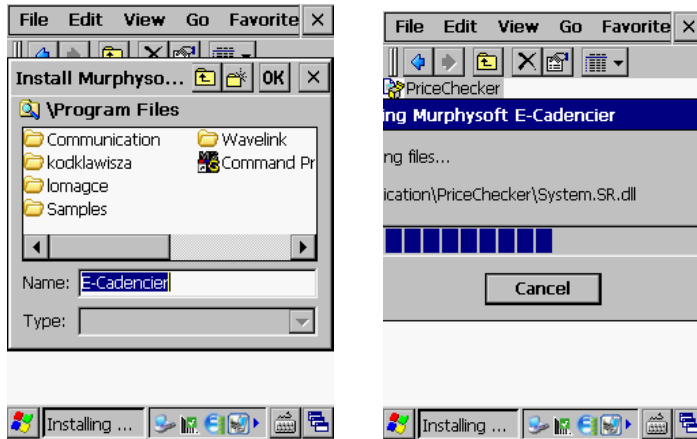 File Edit View Go Favorite
Install Murphyso... OK
\Program Files
Communication
kodklawisza
lomagce
Samples
Wavelink
Command Pr
Name: E-Cadencier
Type:
Installing ...
File Edit View Go Favorites
PriceChecker
ng Murphysoft E-Cadencier
ng files...
ication\PriceChecker\System.SR.dll
Cancel
Installing ...